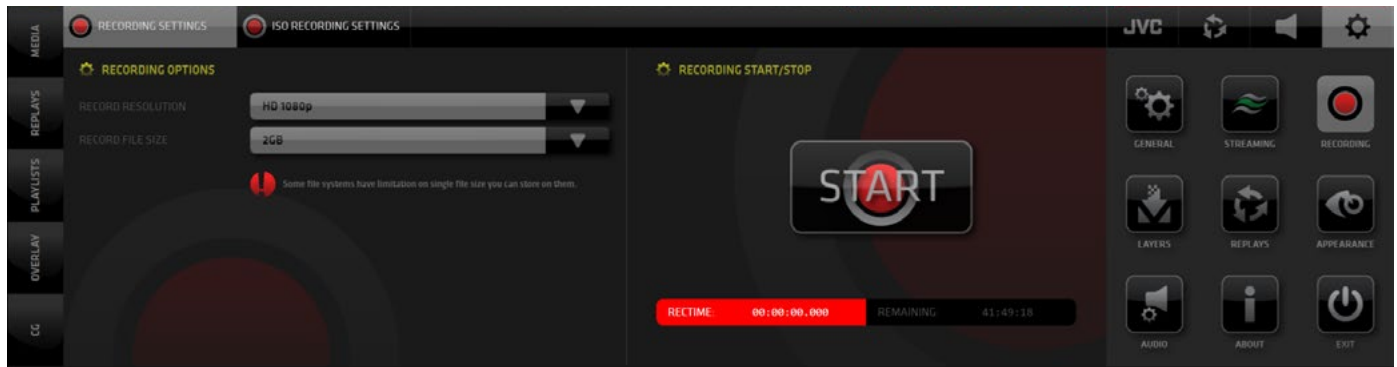 MEDIA
REPLAYS
PLAYLISTS
OVERLAY
CG
RECORDING SETTINGS
ISO RECORDING SETTINGS
RECORDING OPTIONS
RECORD RESOLUTION HD 1080p
RECORD FILE SIZE 2GB
Some file systems have limitation on single file size you can store on them.
RECORDING START/STOP
START
RECTIME: 00:00:00.000 REMAINING 41:49:18
JVC
GENERAL STREAMING RECORDING
LAYERS REPLAYS APPEARANCE
AUDIO ABOUT EXIT